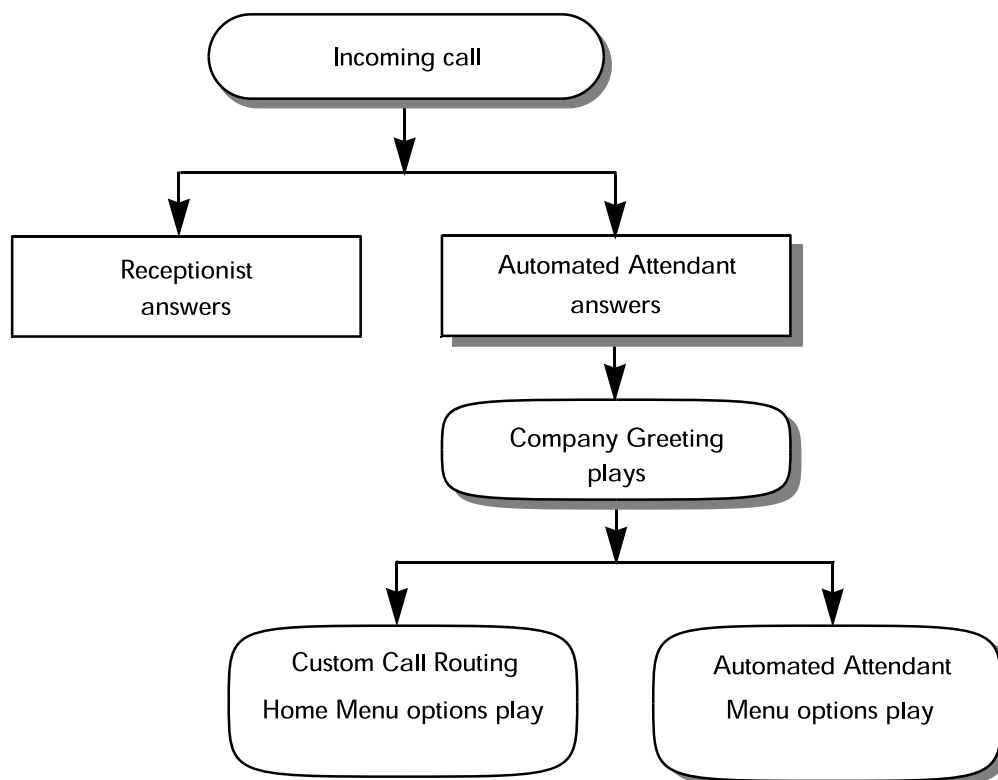 Incoming call
Receptionist
answers
Automated Attendant
answers
Company Greeting
plays
Custom Call Routing
Home Menu options play
Automated Attendant
Menu options play